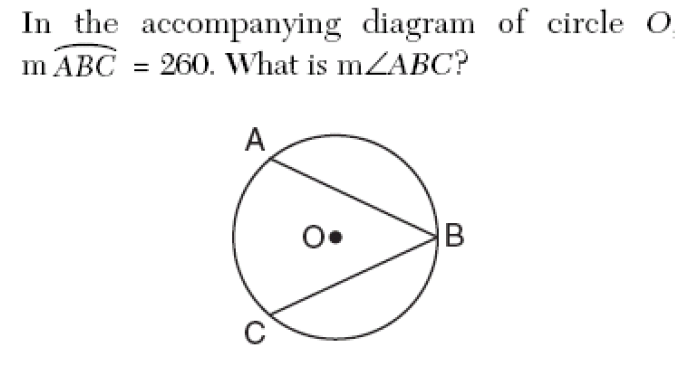 In the accompanying diagram of circle O,
m ABC = 260. What is m∠ABC?
A
O
B
C